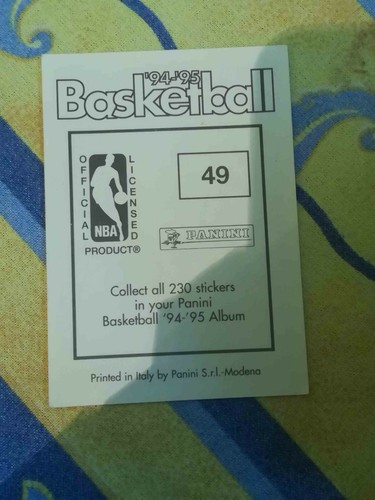 '94-'95
Basketball
OFFICIAL
LICENSED
NBA
PRODUCT®
49
PANINI
Collect all 230 stickers
in your Panini
Basketball '94-'95 Album
Printed in Italy by Panini S.r.l.-Modena